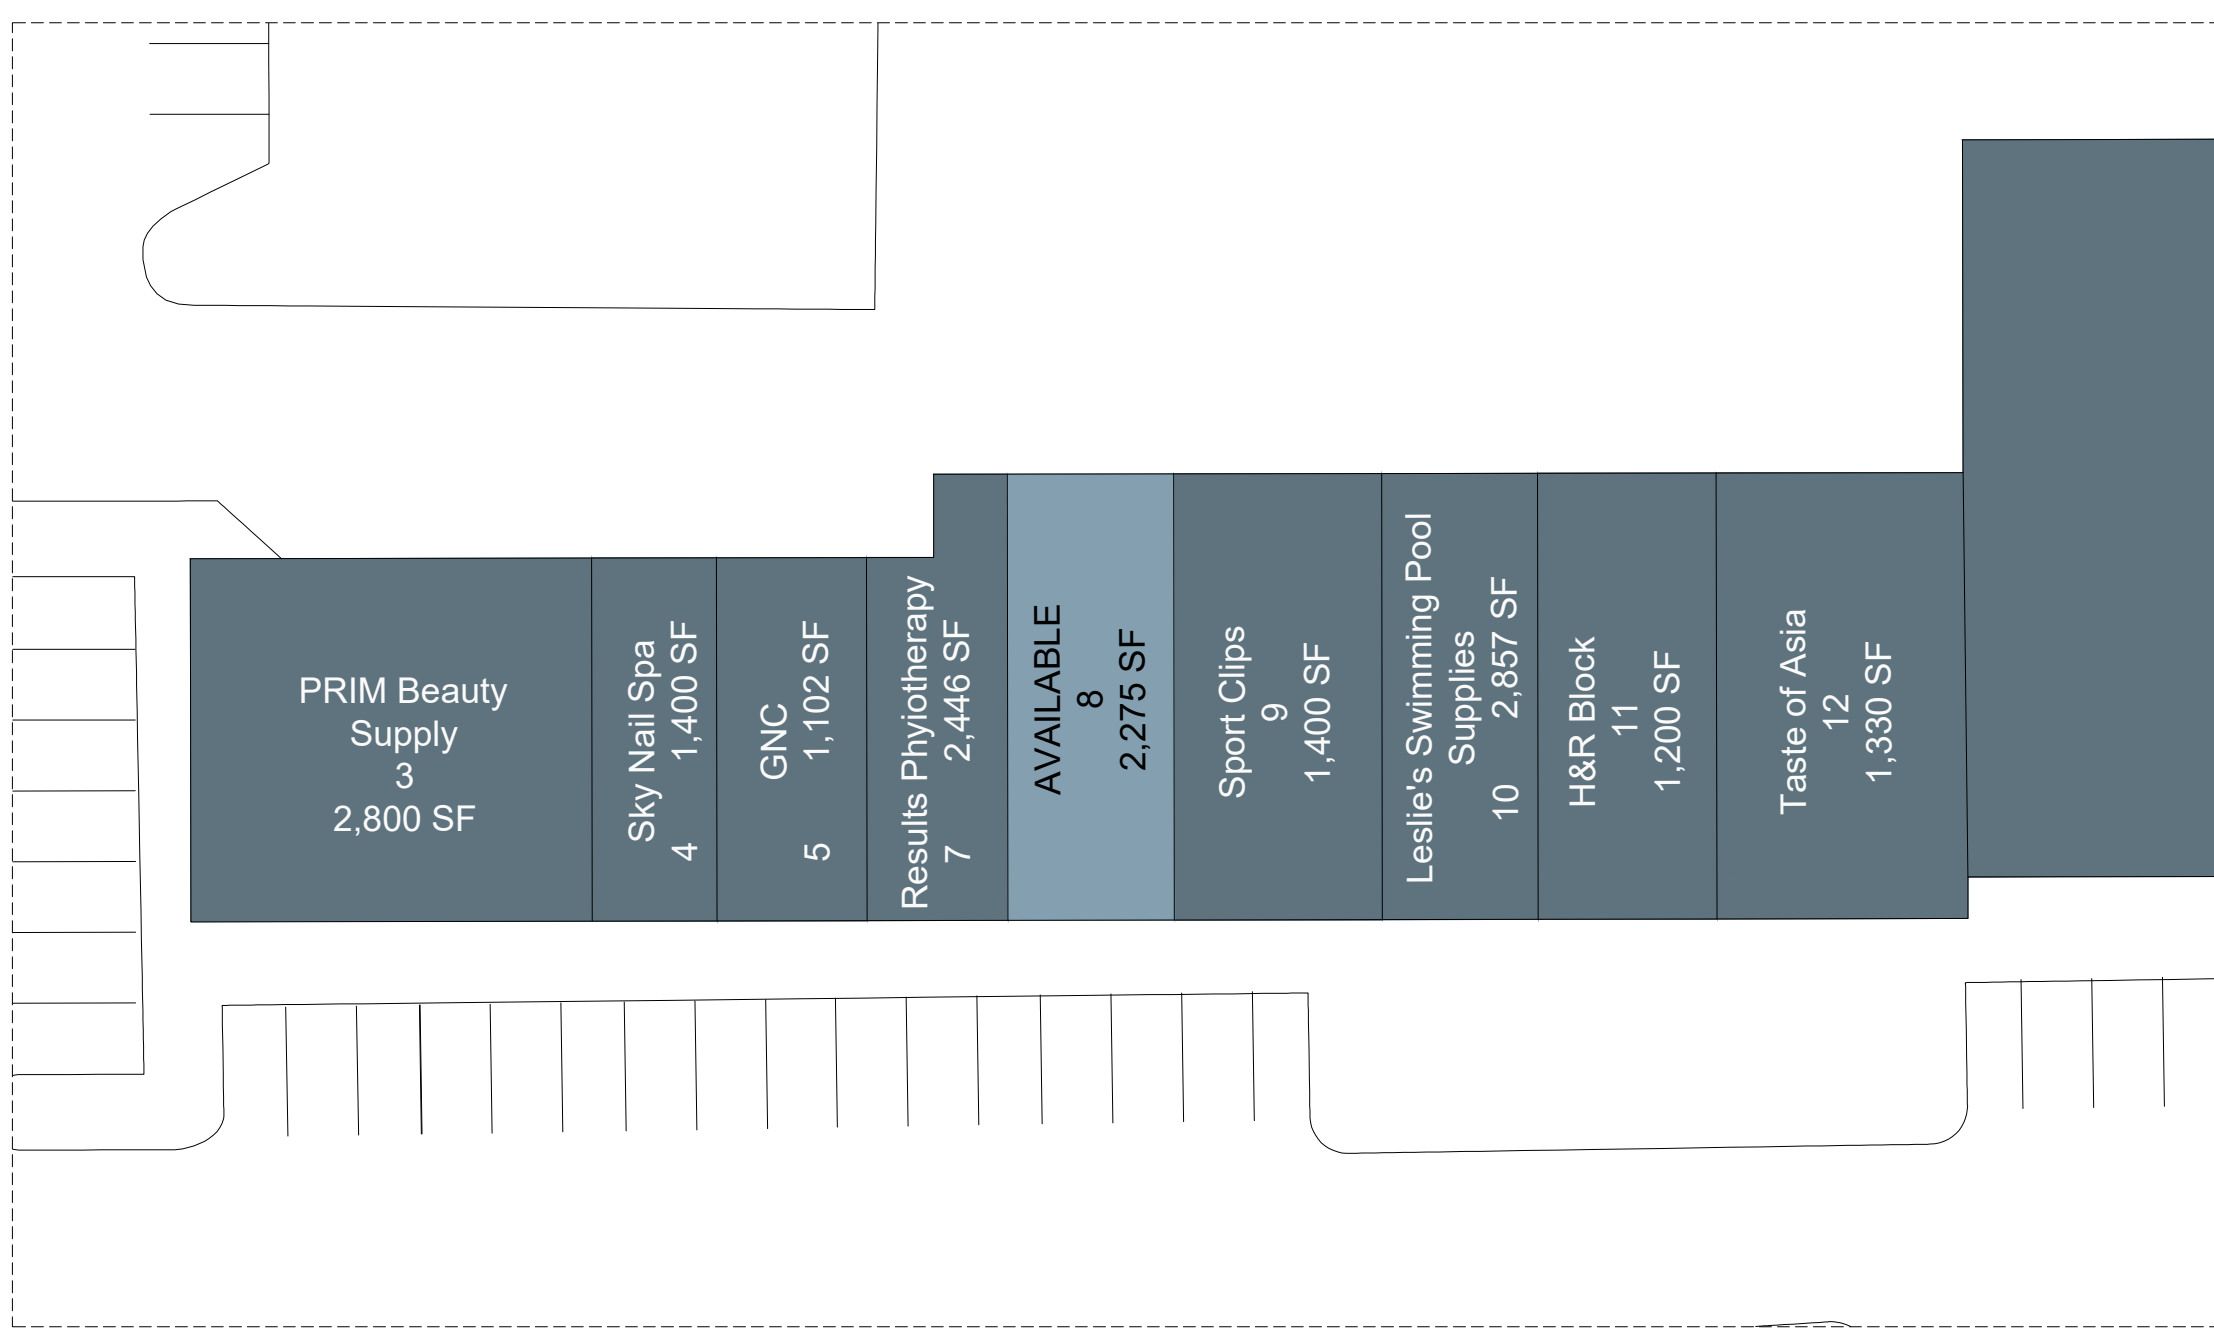 PRIM Beauty
Supply
3
2,800 SF
Sky Nail Spa
4 1,400 SF
GNC
5 1,102 SF
Results Phyiotherapy
7 2,446 SF
AVAILABLE
8
2,275 SF
Sport Clips
9
1,400 SF
Leslie's Swimming Pool
Supplies
10 2,857 SF
H&R Block
11
1,200 SF
Taste of Asia
12
1,330 SF